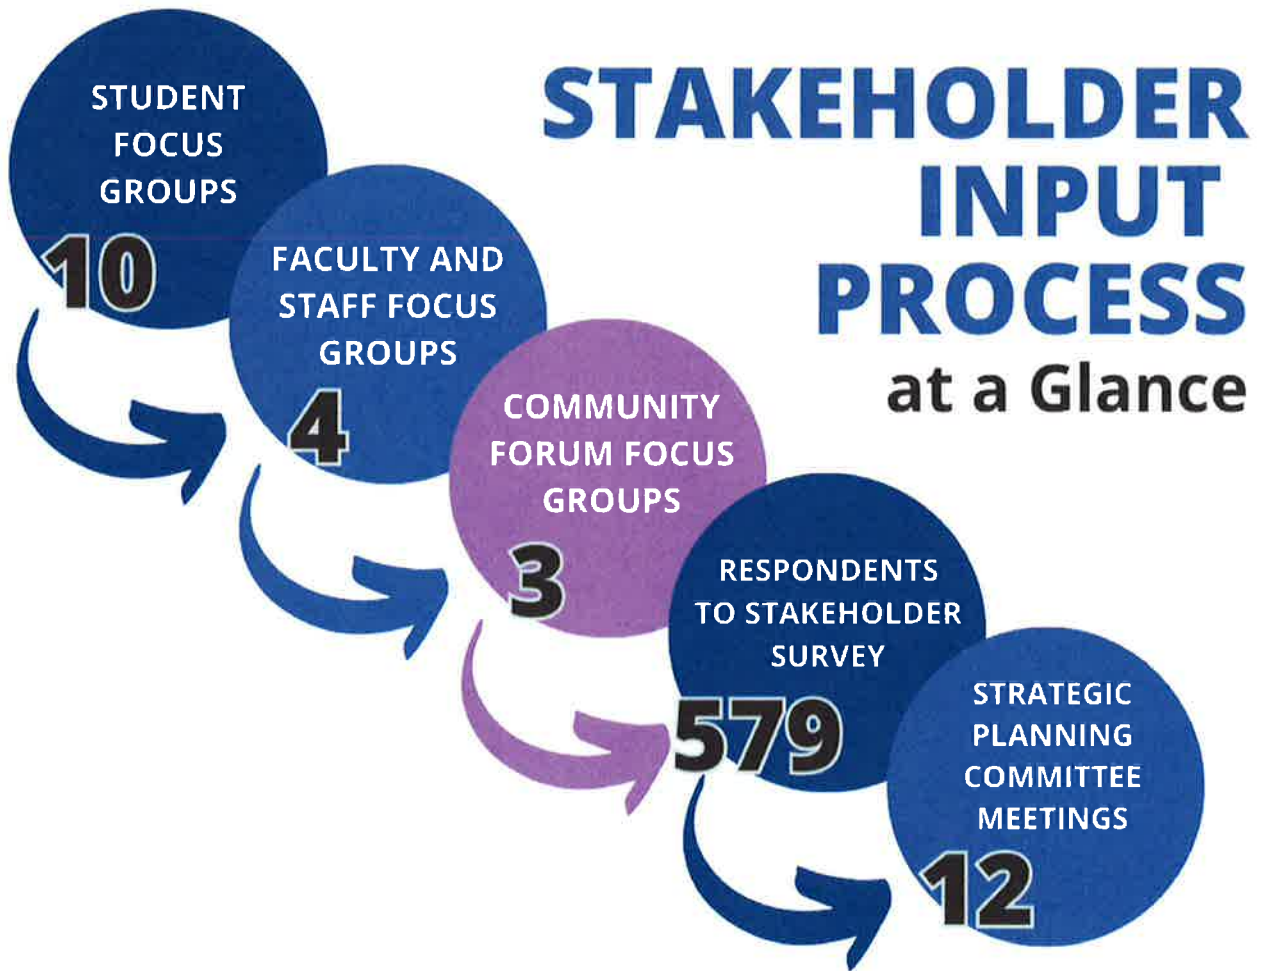 STAKEHOLDER
INPUT
PROCESS
at a Glance
STUDENT
FOCUS
GROUPS
10
FACULTY AND
STAFF FOCUS
GROUPS
4
COMMUNITY
FORUM FOCUS
GROUPS
3
RESPONDENTS
TO STAKEHOLDER
SURVEY
579
STRATEGIC
PLANNING
COMMITTEE
MEETINGS
12